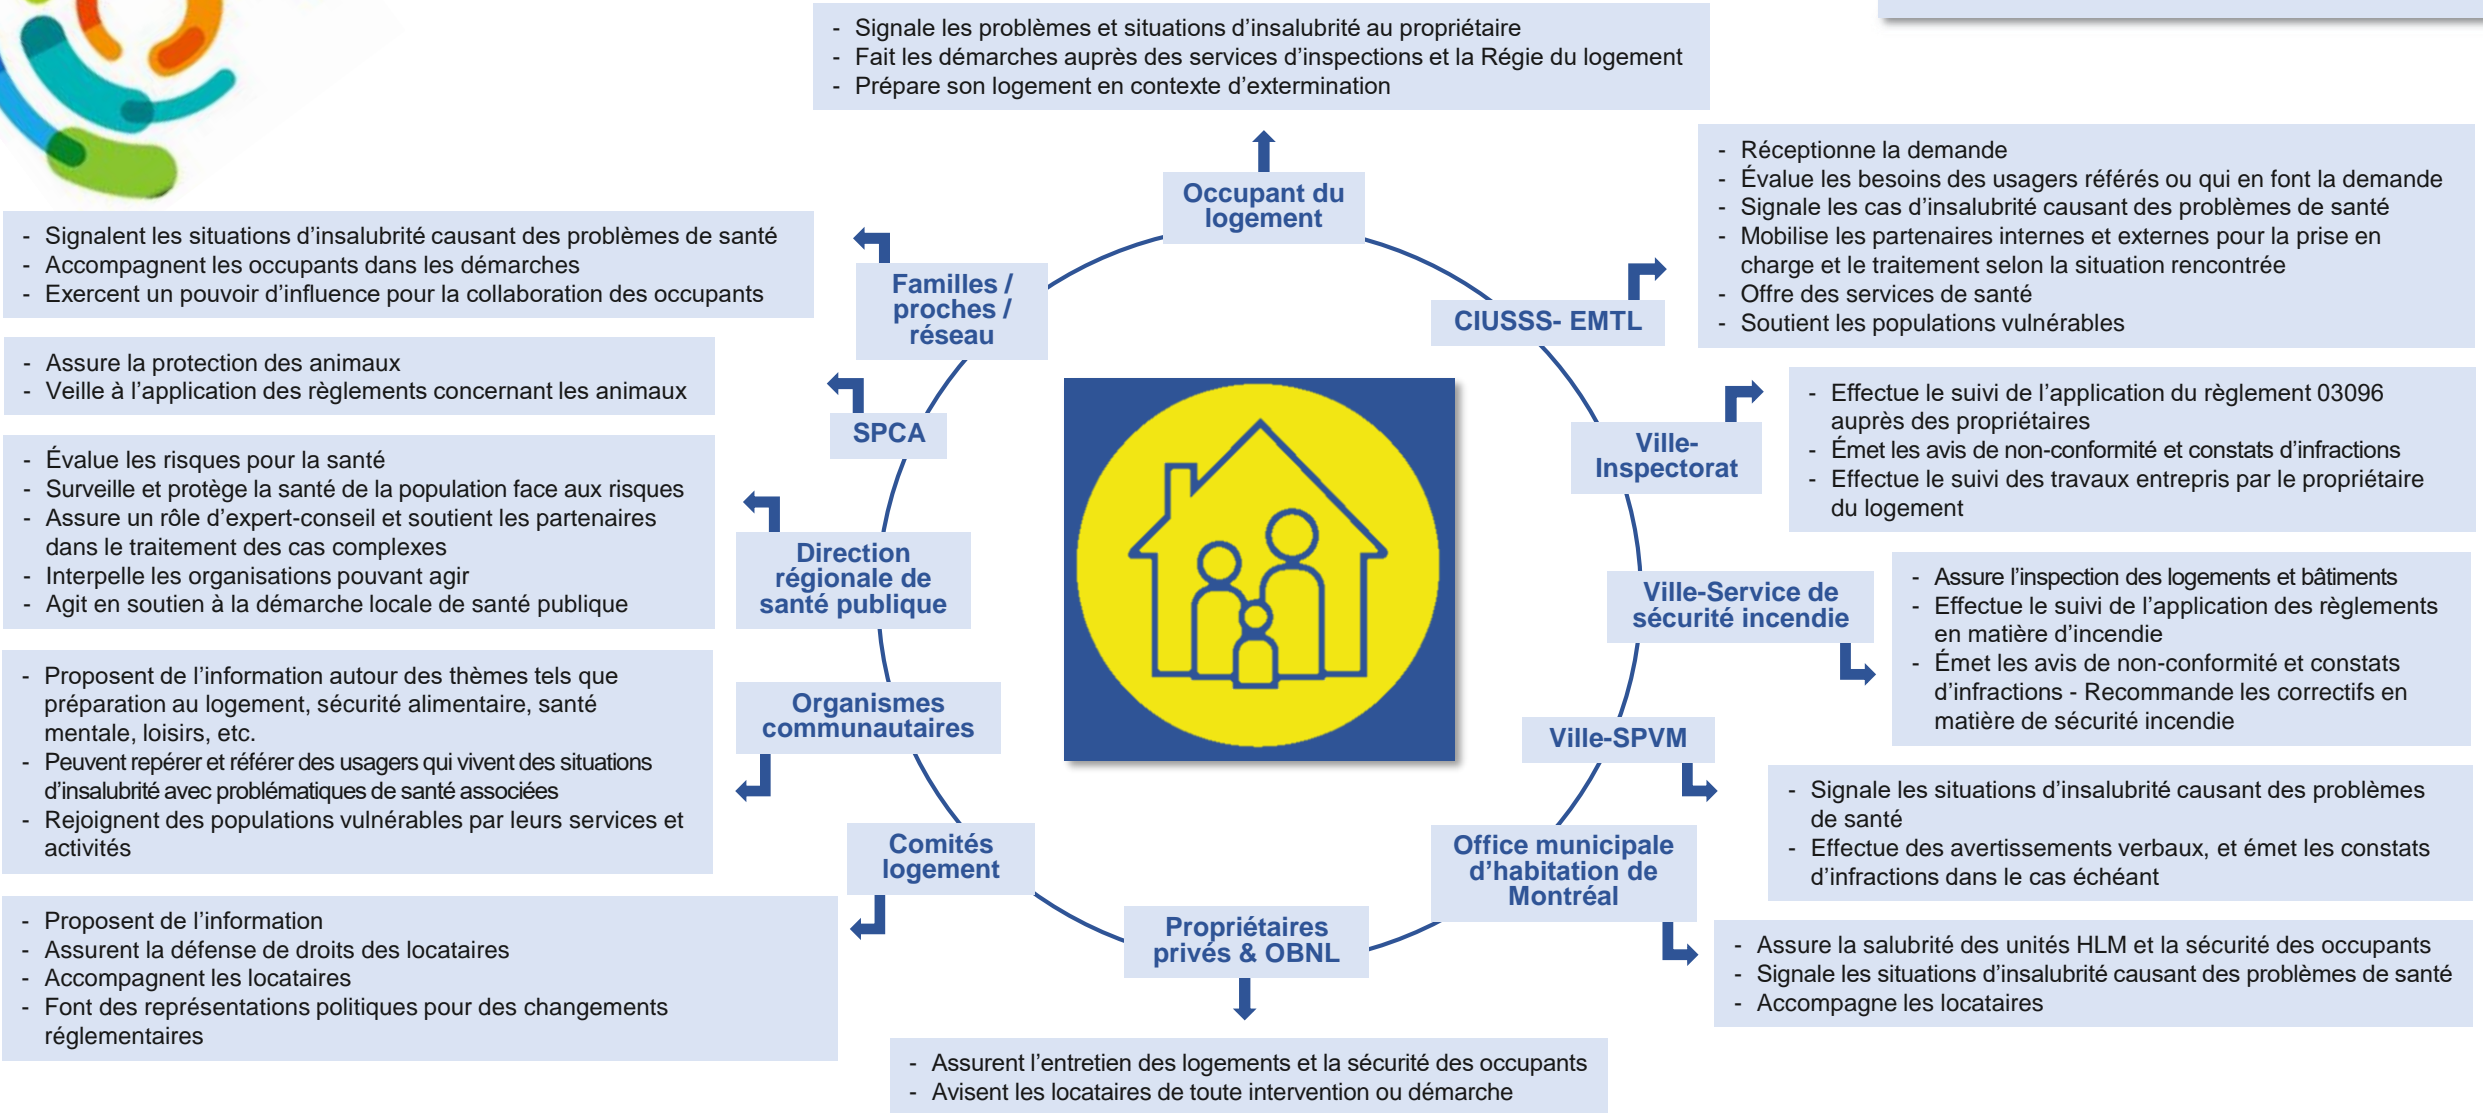 - Signale les problèmes et situations d’insalubrité au propriétaire
- Fait les démarches auprès des services d’inspections et la Régie du logement
- Prépare son logement en contexte d’extermination
Occupant du
logement
- Réceptionne la demande
- Évalue les besoins des usagers référés ou qui en font la demande
- Signale les cas d’insalubrité causant des problèmes de santé
- Mobilise les partenaires internes et externes pour la prise en
charge et le traitement selon la situation rencontrée
- Offre des services de santé
- Soutient les populations vulnérables
CIUSSS- EMTL
- Effectue le suivi de l’application du règlement 03096
auprès des propriétaires
- Émet les avis de non-conformité et constats d’infractions
- Effectue le suivi des travaux entrepris par le propriétaire
du logement
Ville-
Inspectorat
- Assure l’inspection des logements et bâtiments
- Effectue le suivi de l’application des règlements
en matière d’incendie
- Émet les avis de non-conformité et constats
d’infractions - Recommande les correctifs en
matière de sécurité incendie
Ville-Service de
sécurité incendie
Ville-SPVM
- Signale les situations d’insalubrité causant des problèmes
de santé
- Effectue des avertissements verbaux, et émet les constats
d’infractions dans le cas échéant
Office municipale
d’habitation de
Montréal
- Assure la salubrité des unités HLM et la sécurité des occupants
- Signale les situations d’insalubrité causant des problèmes de santé
- Accompagne les locataires
Propriétaires
privés & OBNL
- Assurent l’entretien des logements et la sécurité des occupants
- Avisent les locataires de toute intervention ou démarche
Comités
logement
- Proposent de l’information
- Assurent la défense de droits des locataires
- Accompagnent les locataires
- Font des représentations politiques pour des changements
réglementaires
Organismes
communautaires
- Proposent de l’information autour des thèmes tels que
préparation au logement, sécurité alimentaire, santé
mentale, loisirs, etc.
- Peuvent repérer et référer des usagers qui vivent des situations
d’insalubrité avec problématiques de santé associées
- Rejoignent des populations vulnérables par leurs services et
activités
Direction
régionale de
santé publique
- Évalue les risques pour la santé
- Surveille et protège la santé de la population face aux risques
- Assure un rôle d’expert-conseil et soutient les partenaires
dans le traitement des cas complexes
- Interpelle les organisations pouvant agir
- Agit en soutien à la démarche locale de santé publique
SPCA
- Assure la protection des animaux
- Veille à l’application des règlements concernant les animaux
Familles /
proches /
réseau
- Signalent les situations d’insalubrité causant des problèmes de santé
- Accompagnent les occupants dans les démarches
- Exercent un pouvoir d’influence pour la collaboration des occupants